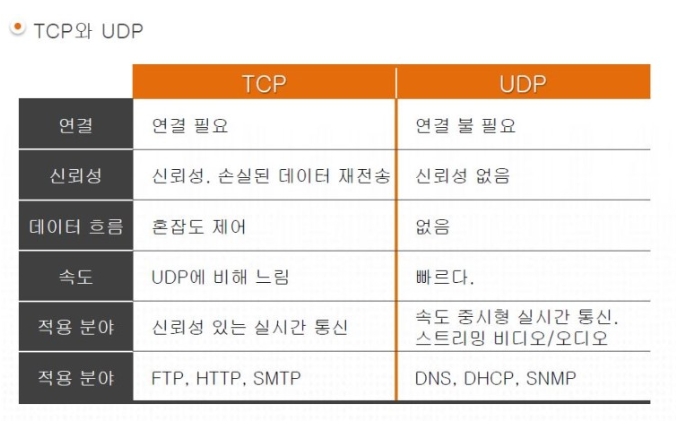 TCP와 UDP
TCP UDP
연결 연결 필요 연결 불 필요
신뢰성 신뢰성, 손실된 데이터 재전송 신뢰성 없음
데이터 흐름 혼잡도 제어 없음
속도 UDP에 비해 느림 빠르다.
적용 분야 신뢰성 있는 실시간 통신 속도 중시형 실시간 통신,
스트리밍 비디오/오디오
적용 분야 FTP, HTTP, SMTP DNS, DHCP, SNMP